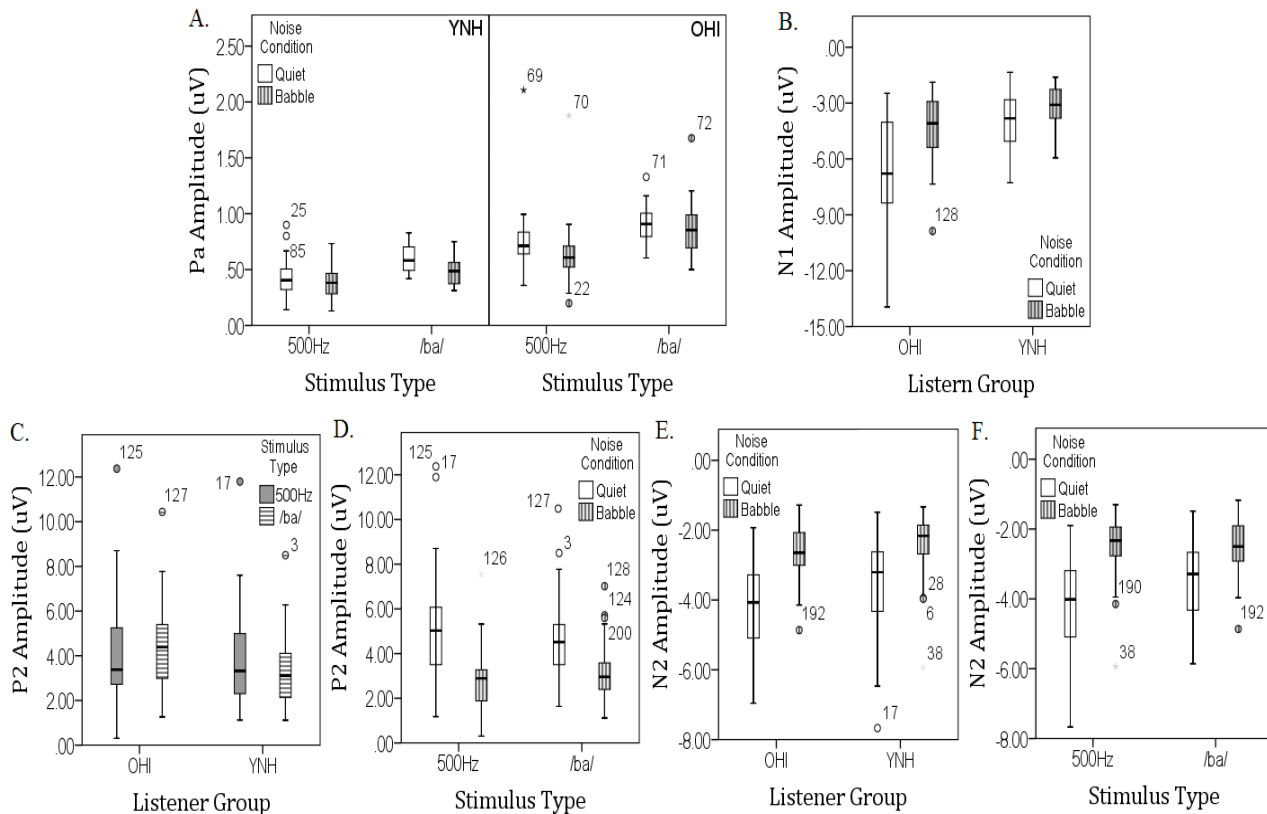 A.
YNH
OHI
Noise
Condition
Quiet
Babble
Pa Amplitude (uV)
2.50
2.00
1.50
1.00
.50
.00
25
85
69
70
22
71
72
500Hz
/ba/
500Hz
/ba/
Stimulus Type
Stimulus Type
B.
N1 Amplitude (uV)
.00
-3.00
-6.00
-9.00
-12.00
-15.00
128
Noise
Condition
Quiet
Babble
OHI
YNH
Listern Group
C.
P2 Amplitude (uV)
12.00
10.00
8.00
6.00
4.00
2.00
.00
125
127
17
3
Stimulus
Type
500Hz
/ba/
OHI
YNH
Listener Group
D.
P2 Amplitude (uV)
12.00
10.00
8.00
6.00
4.00
2.00
.00
125
17
126
127
3
128
124
200
Noise
Condition
Quiet
Babble
500Hz
/ba/
Stimulus Type
E.
N2 Amplitude (uV)
Noise
Condition
Quiet
Babble
.00
-2.00
-4.00
-6.00
-8.00
192
17
28
6
38
OHI
YNH
Listener Group
F.
N2 Amplitude (uV)
Noise
Condition
Quiet
Babble
.00
-2.00
-4.00
-6.00
-8.00
190
38
192
500Hz
/ba/
Stimulus Type